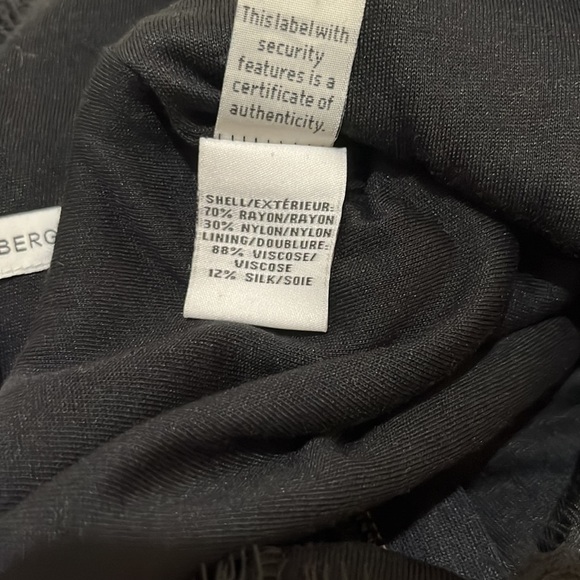 This label with
security
features is a
certificate of
authenticity.
SHELL/EXTÉRIEUR:
70% RAYON/RAYON
30% NYLON/NYLON
LINING/DOUBLURE:
88% VISCOSE/
VISCOSE
12% SILK/SOIE
BERG